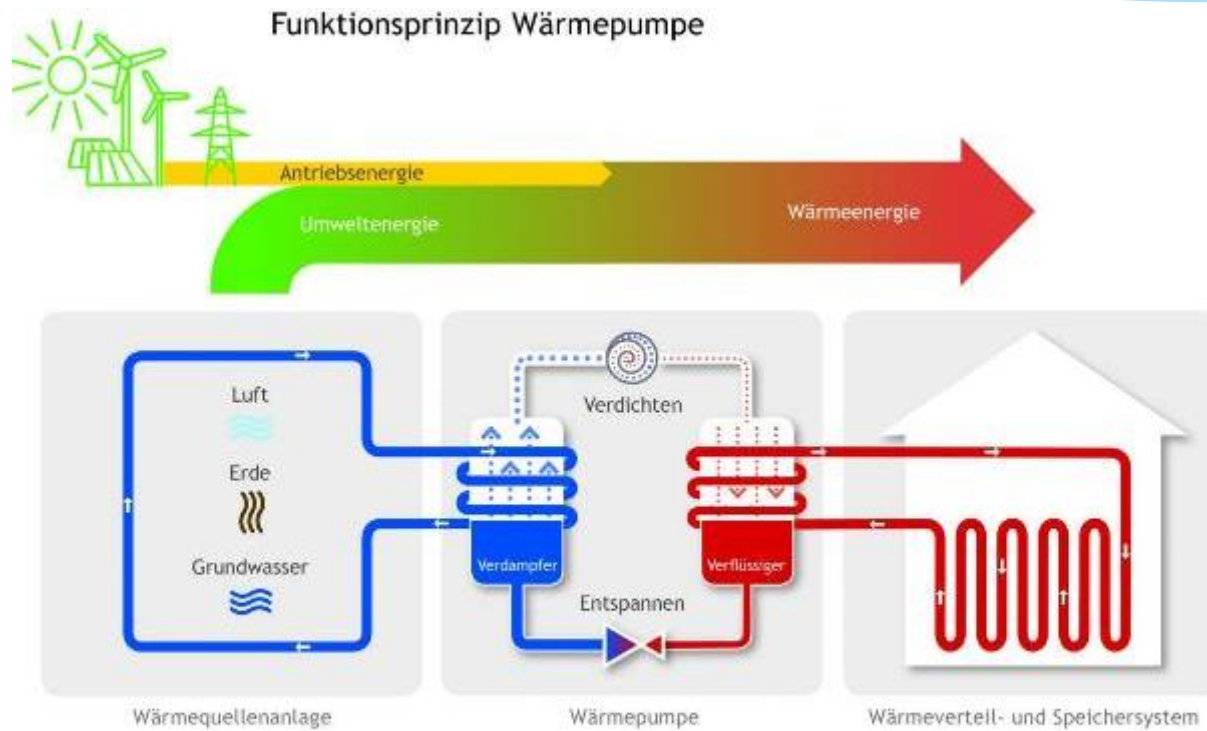 Funktionsprinzip Wärmepumpe
Antriebsenergie
Umweltenergie
Wärmeenergie
Luft
Erde
Grundwasser
Verdichten
Verdampfer
Verflüssiger
Entspannen
Wärmequellenanlage
Wärmepumpe
Wärmeverteil- und Speichersystem